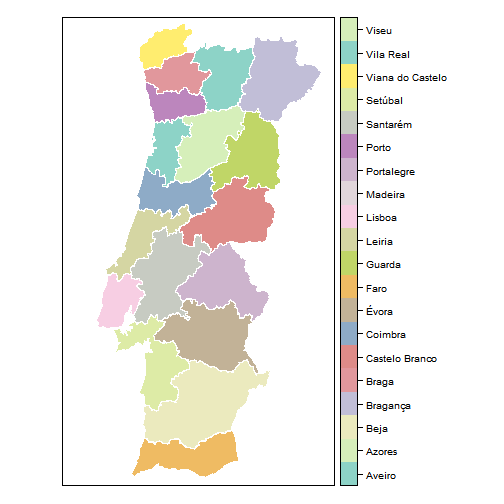 Viseu
Vila Real
Viana do Castelo
Setúbal
Santarém
Porto
Portalegre
Madeira
Lisboa
Leiria
Guarda
Faro
Évora
Coimbra
Castelo Branco
Braga
Bragança
Beja
Azores
Aveiro